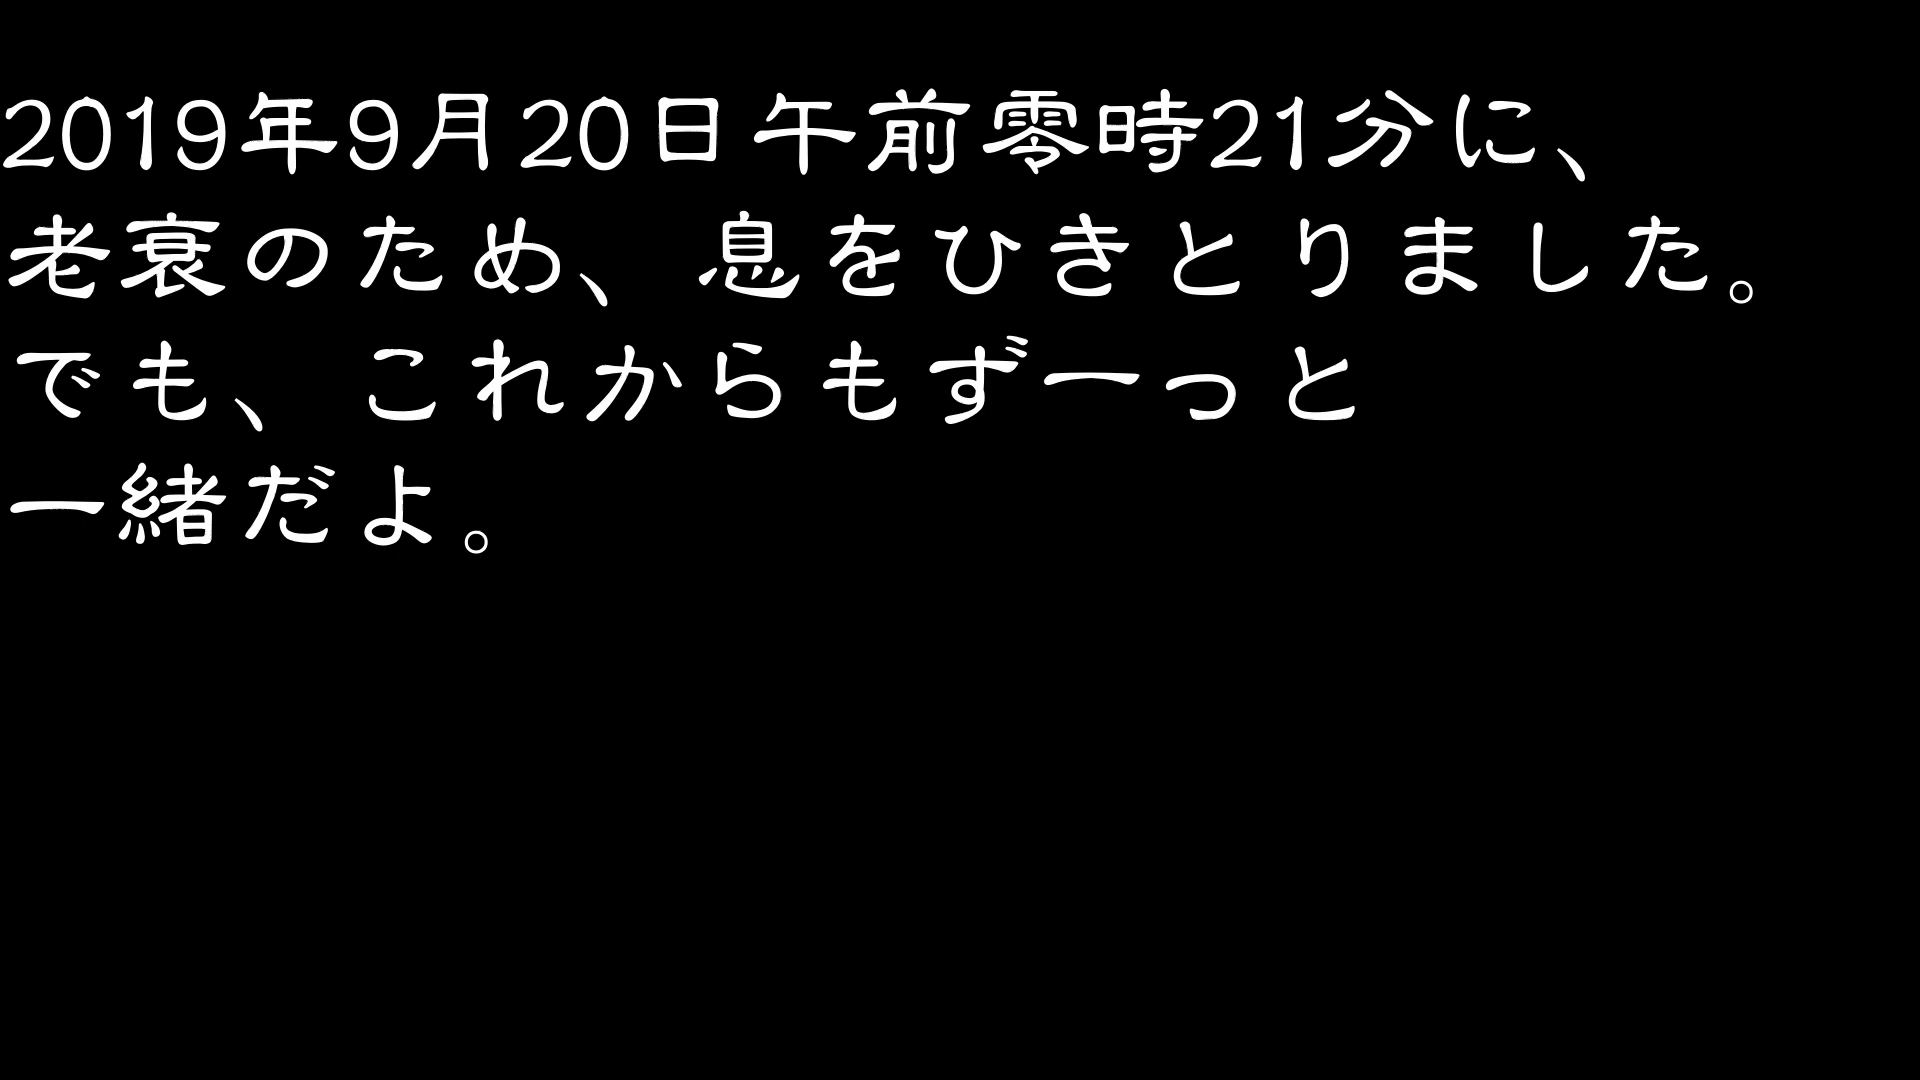 2019年9月20日午前零時21分に、
老衰のため、息をひきとりました。
でも、これからもずーっと
一緒だよ。